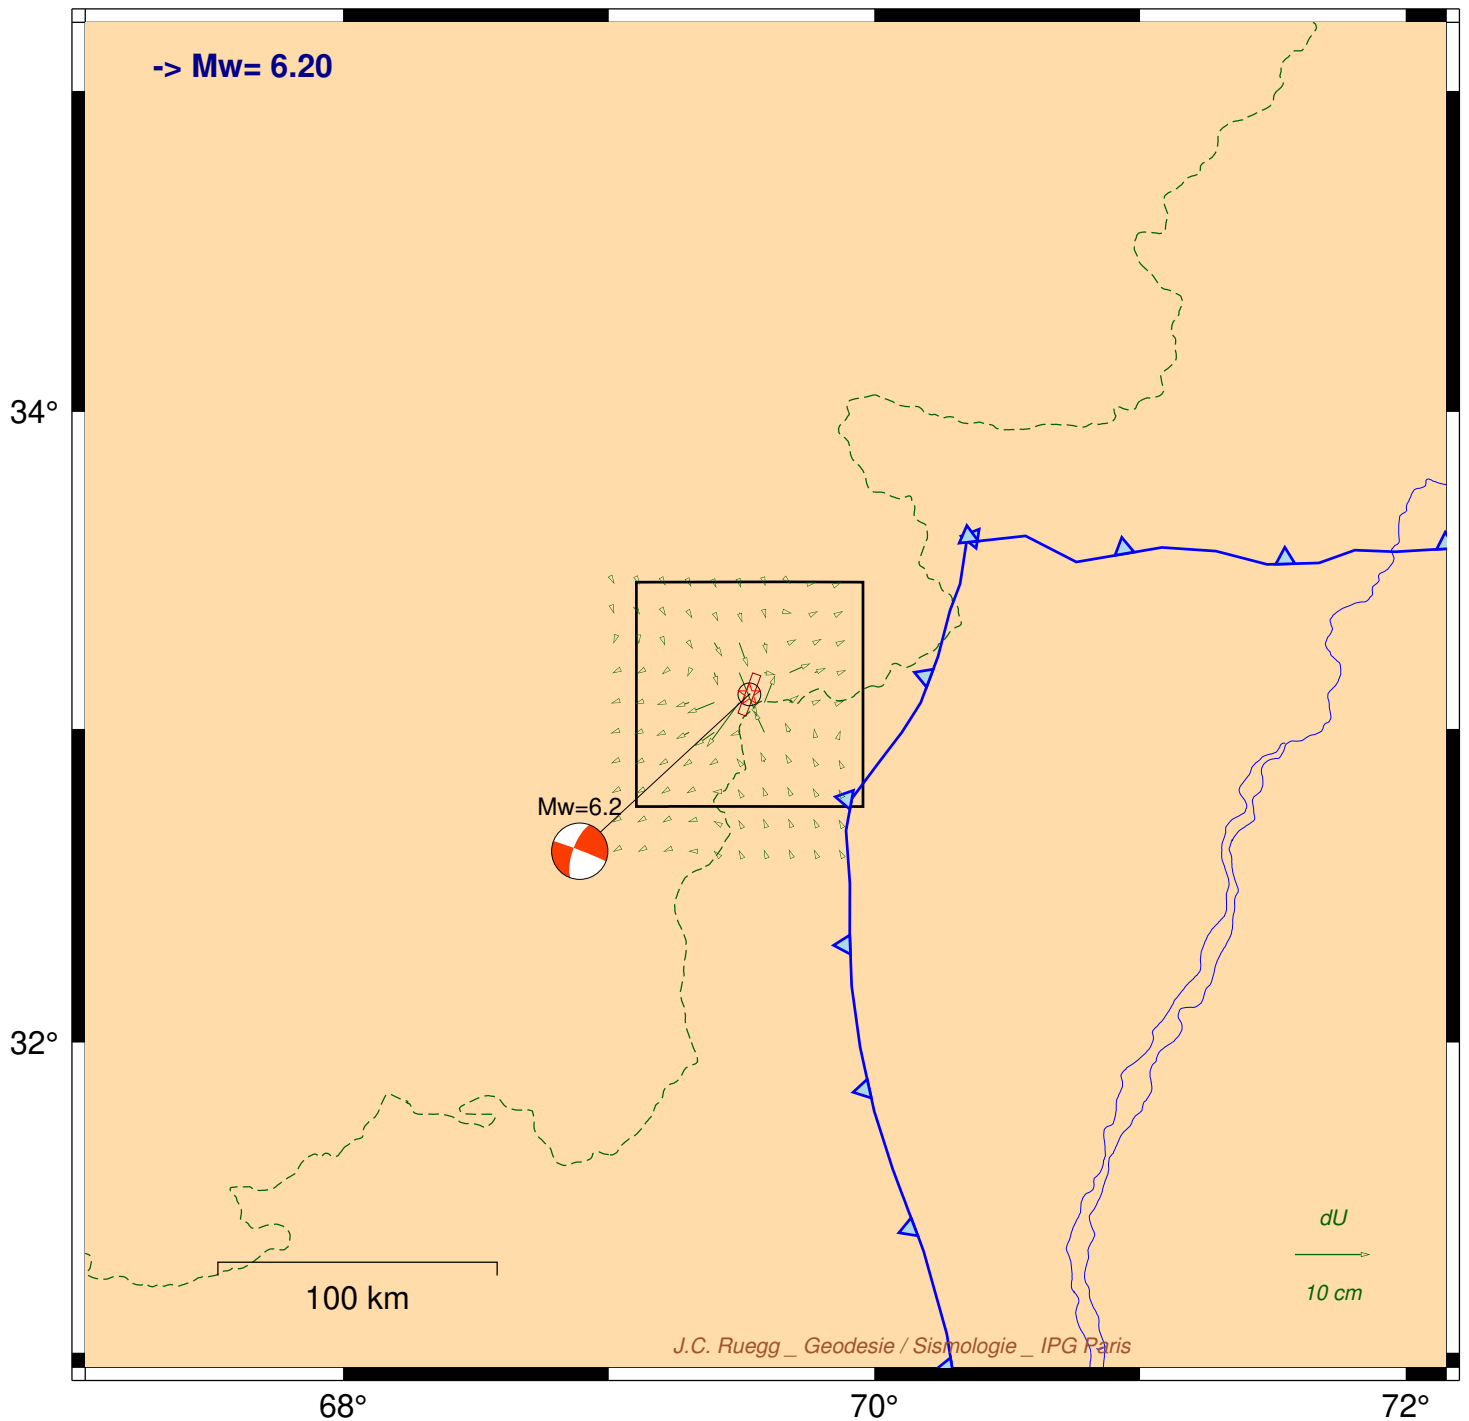 -> Mw= 6.20
34°
Mw=6.2
32°
dU
10 cm
100 km
J.C. Ruegg _ Geodesie / Sismologie _ IPG Paris
68°
70°
72°